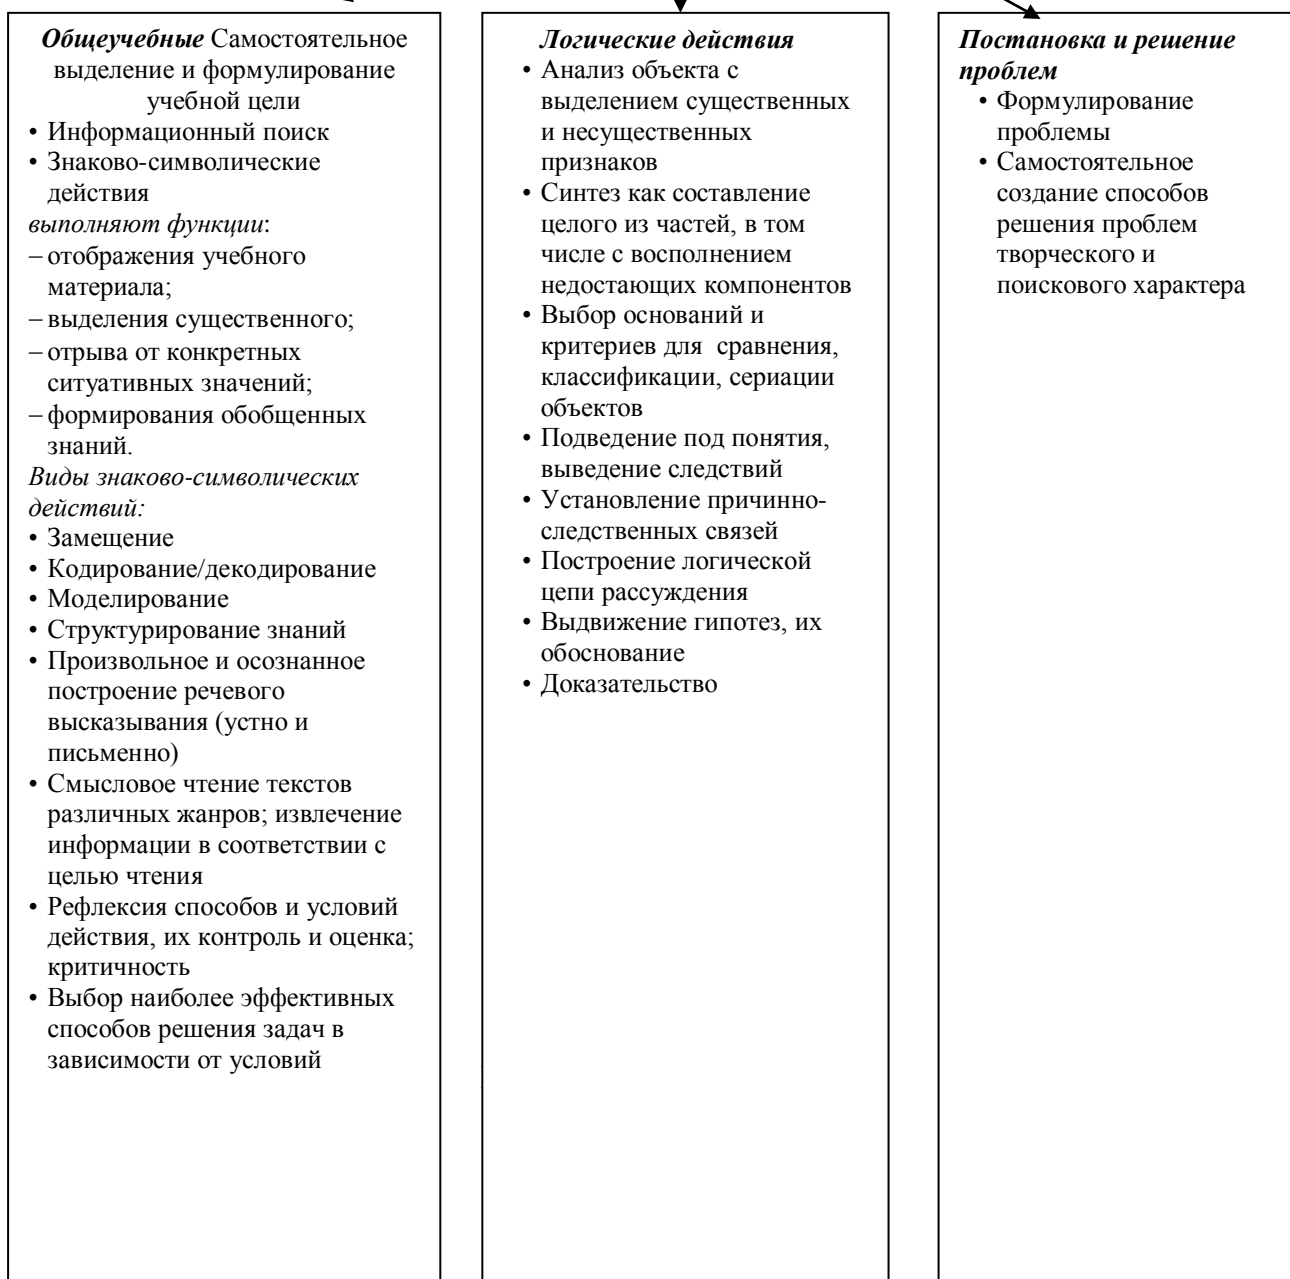 Общеучебные Самостоятельное
выделение и формулирование
учебной цели
• Информационный поиск
• Знаково-символические
действия
выполняют функции:
– отображения учебного
материала;
– выделения существенного;
– отрыва от конкретных
ситуативных значений;
– формирования обобщенных
знаний.
Виды знаково-символических
действий:
• Замещение
• Кодирование/декодирование
• Моделирование
• Структурирование знаний
• Произвольное и осознанное
построение речевого
высказывания (устно и
письменно)
• Смысловое чтение текстов
различных жанров; извлечение
информации в соответствии с
целью чтения
• Рефлексия способов и условий
действия, их контроль и оценка;
критичность
• Выбор наиболее эффективных
способов решения задач в
зависимости от условий
Логические действия
• Анализ объекта с
выделением существенных
и несущественных
признаков
• Синтез как составление
целого из частей, в том
числе с восполнением
недостающих компонентов
• Выбор оснований и
критериев для сравнения,
классификации, сериации
объектов
• Подведение под понятия,
выведение следствий
• Установление причинно-
следственных связей
• Построение логической
цепи рассуждения
• Выдвижение гипотез, их
обоснование
• Доказательство
Постановка и решение
проблем
• Формулирование
проблемы
• Самостоятельное
создание способов
решения проблем
творческого и
поискового характера